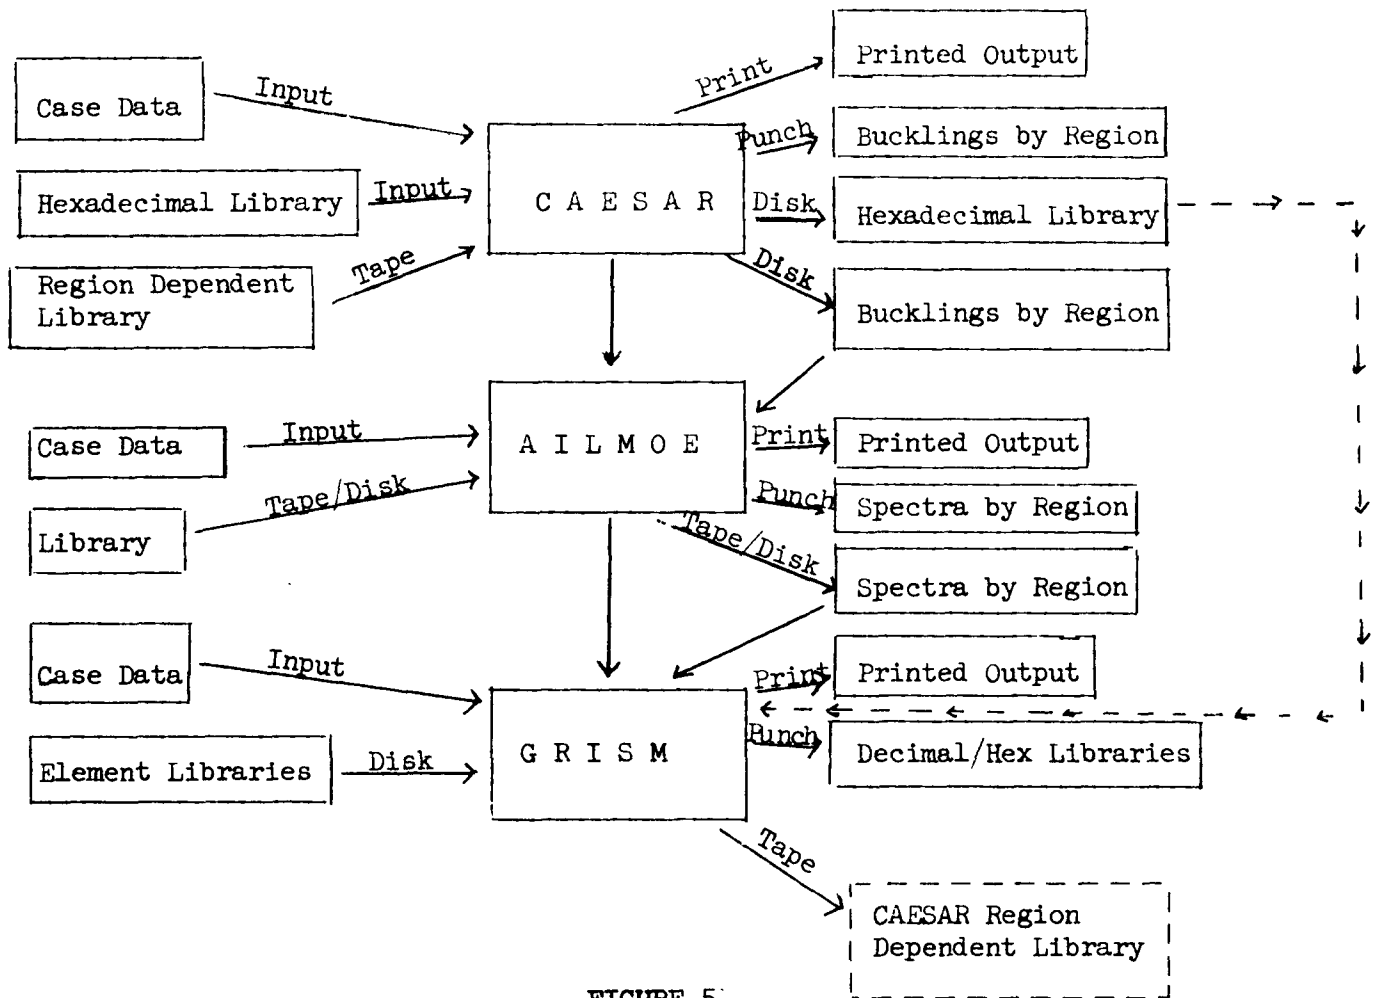 Printed Output
Case Data
Input
Print
Punch
Bucklings by Region
Hexadecimal Library
Input
C A E S A R
Disk
Hexadecimal Library
Region Dependent
Library
Tape
Disk
Bucklings by Region
Case Data
Input
A I L M O E
Print
Printed Output
Library
Tape/Disk
Punch
Spectra by Region
Tape/Disk
Spectra by Region
Case Data
Input
Print
Printed Output
Element Libraries
Disk
G R I S M
Punch
Decimal/Hex Libraries
Tape
CAESAR Region
Dependent Library
FIGURE 5